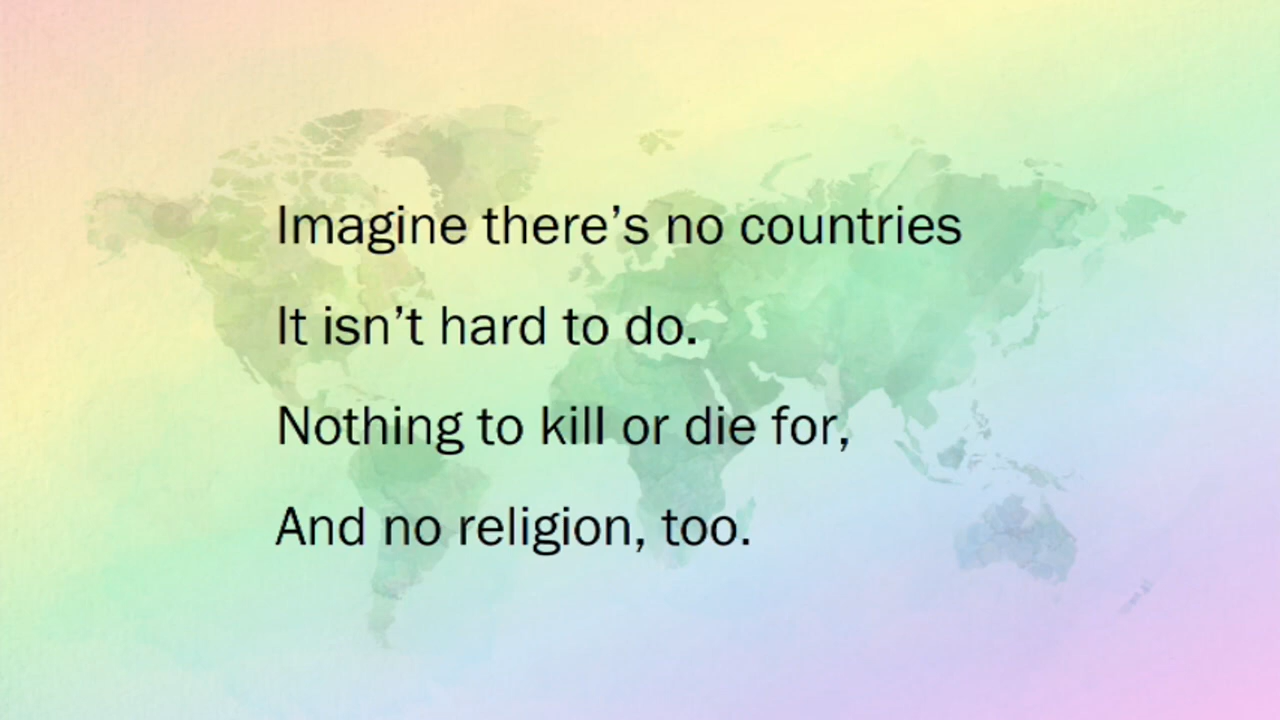 Imagine there’s no countries
It isn’t hard to do.
Nothing to kill or die for,
And no religion, too.